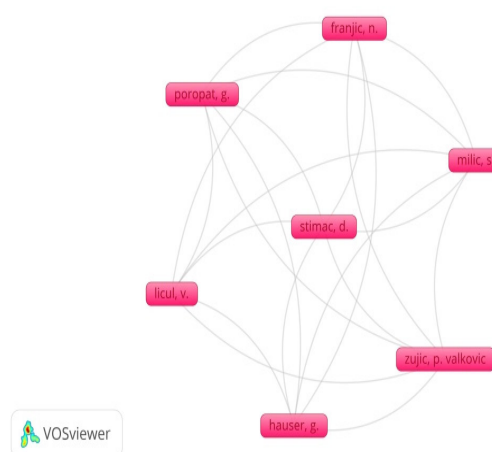 franjic, n.
poropat, g.
milic, s
stimac, d.
licul, v.
zujic, p. valkovic
hauser, g.
VOSviewer